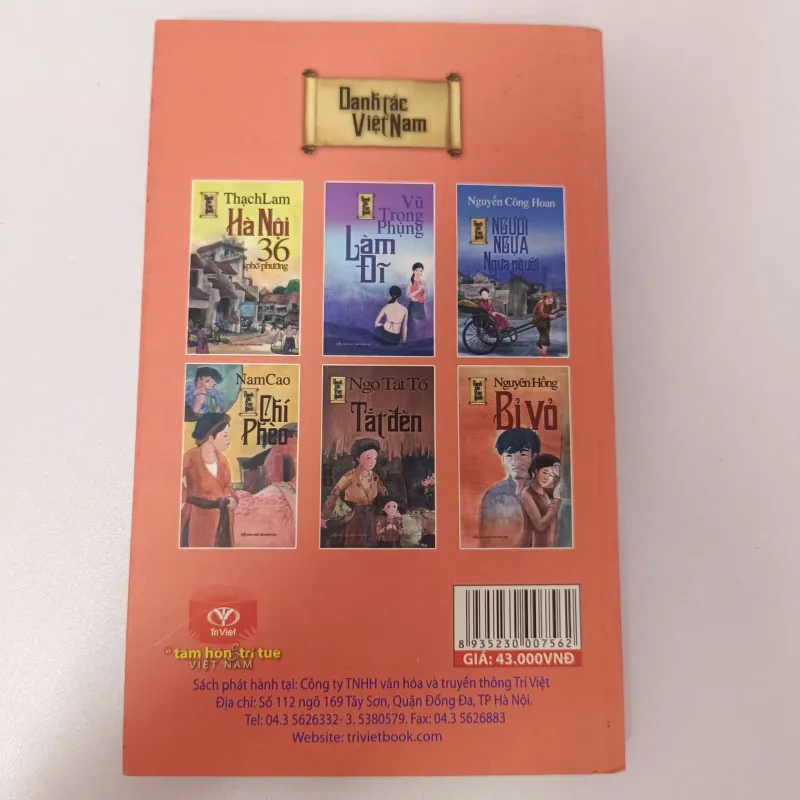 Danh tác
Việt Nam
Thạch Lam
Hà Nội
36
phố phường
Vũ
Trọng
Phụng
Làm
Đĩ
Nguyễn Công Hoan
NGƯỜI
NGỰA
Ngựa người
Nam Cao
Chí
Phèo
Ngô Tất Tố
Tắt đèn
Nguyên Hồng
Bỉ Vỏ
Trí Việt
Vì
tâm hồn, trí tuệ
VIỆT NAM
8 935230 007562
GIÁ: 43.000VNĐ
Sách phát hành tại: Công ty TNHH văn hóa và truyền thông Trí Việt
Địa chỉ: Số 112 ngõ 169 Tây Sơn, Quận Đống Đa, TP Hà Nội.
Tel: 04.3 5626332- 3. 5380579. Fax: 04.3 5626883
Website: trivietbook.com